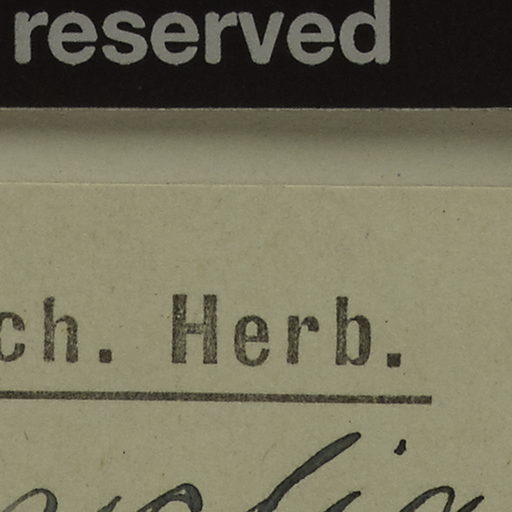 reserved
ch. Herb.